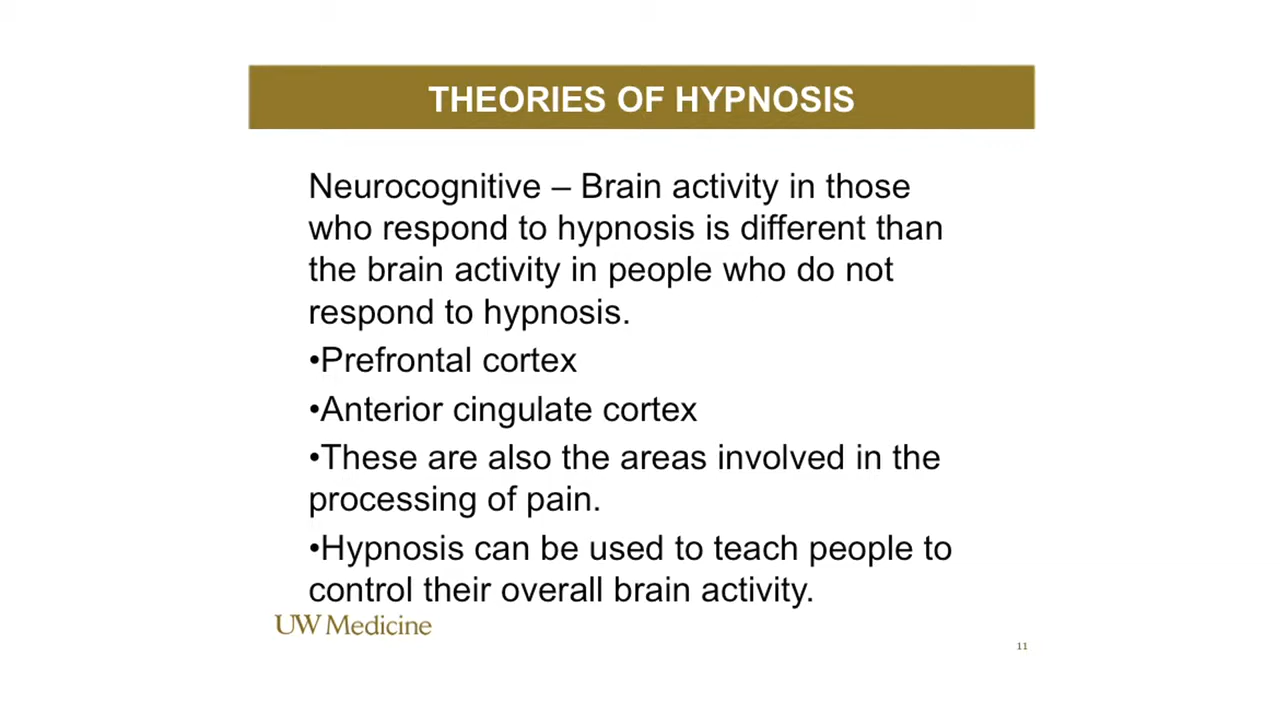 THEORIES OF HYPNOSIS
Neurocognitive – Brain activity in those
who respond to hypnosis is different than
the brain activity in people who do not
respond to hypnosis.
•Prefrontal cortex
•Anterior cingulate cortex
•These are also the areas involved in the
processing of pain.
•Hypnosis can be used to teach people to
control their overall brain activity.
UW Medicine
11